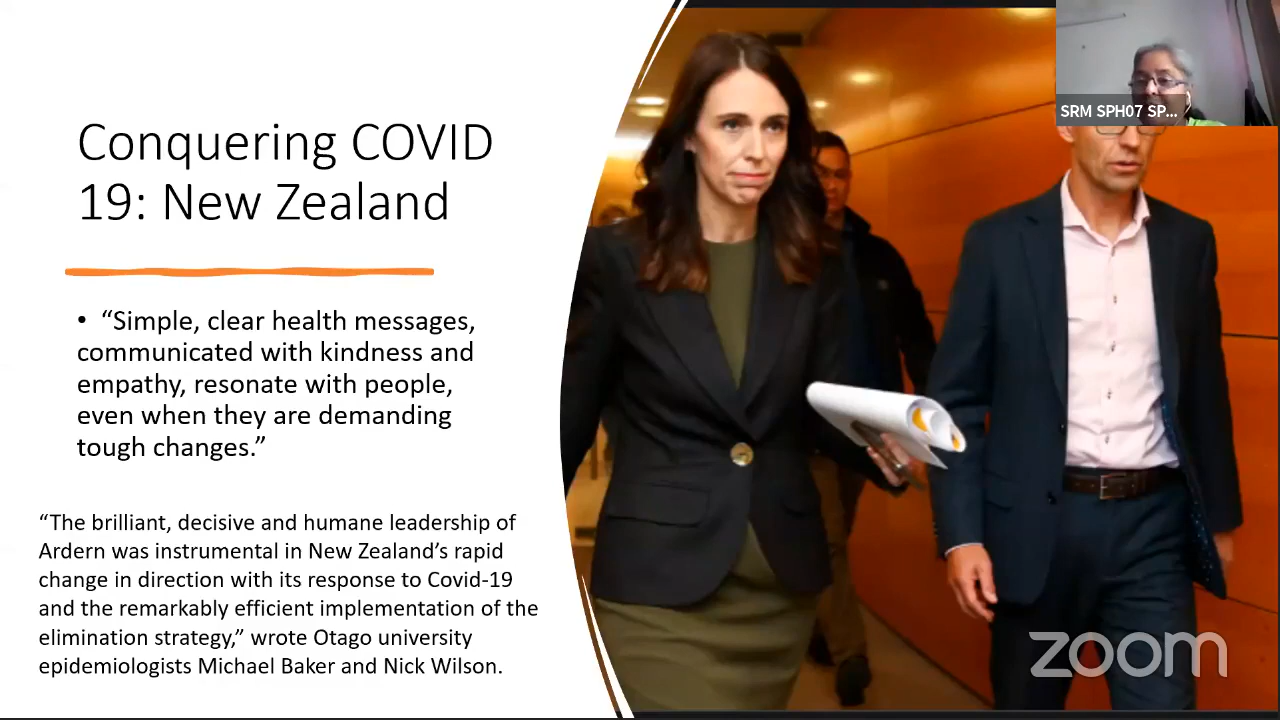 Conquering COVID
19: New Zealand
• “Simple, clear health messages,
communicated with kindness and
empathy, resonate with people,
even when they are demanding
tough changes.”
“The brilliant, decisive and humane leadership of
Ardern was instrumental in New Zealand’s rapid
change in direction with its response to Covid-19
and the remarkably efficient implementation of the
elimination strategy,” wrote Otago university
epidemiologists Michael Baker and Nick Wilson.
SRM SPH07 SP...
zoom